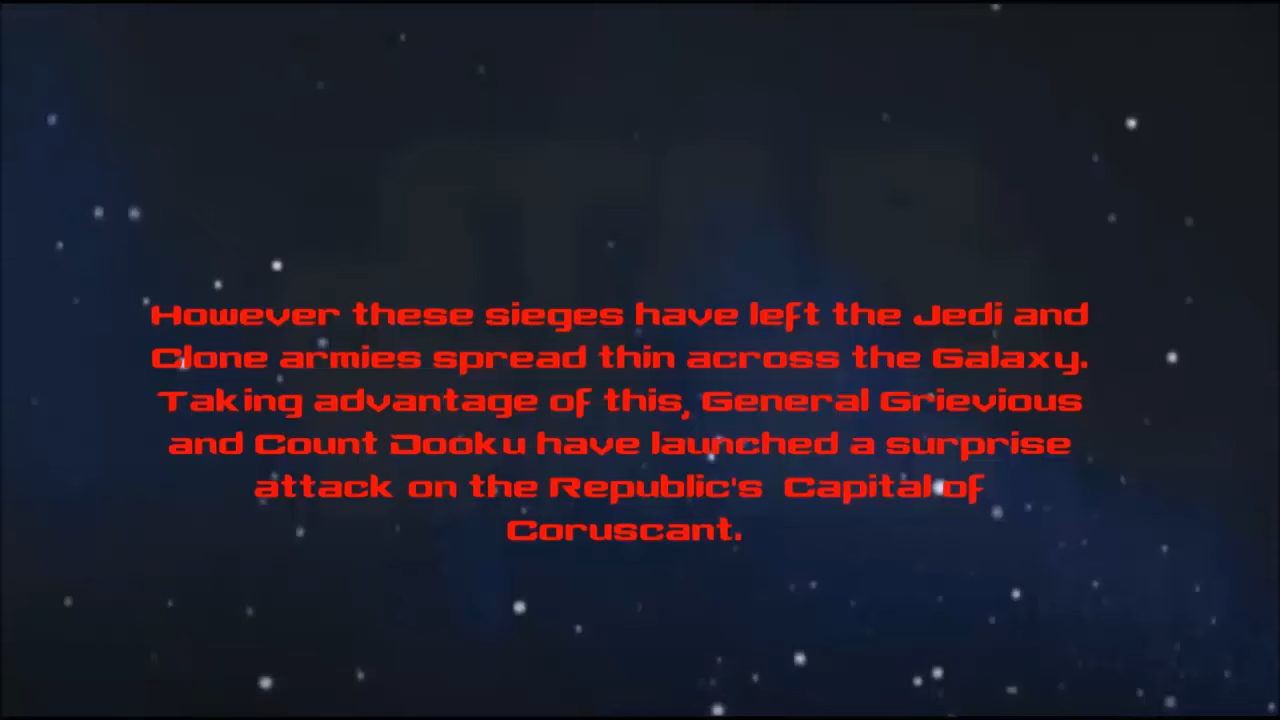 However these sieges have left the Jedi and
Clone armies spread thin across the Galaxy.
Taking advantage of this, General Grievious
and Count Dooku have launched a surprise
attack on the Republic's Capital of
Coruscant.